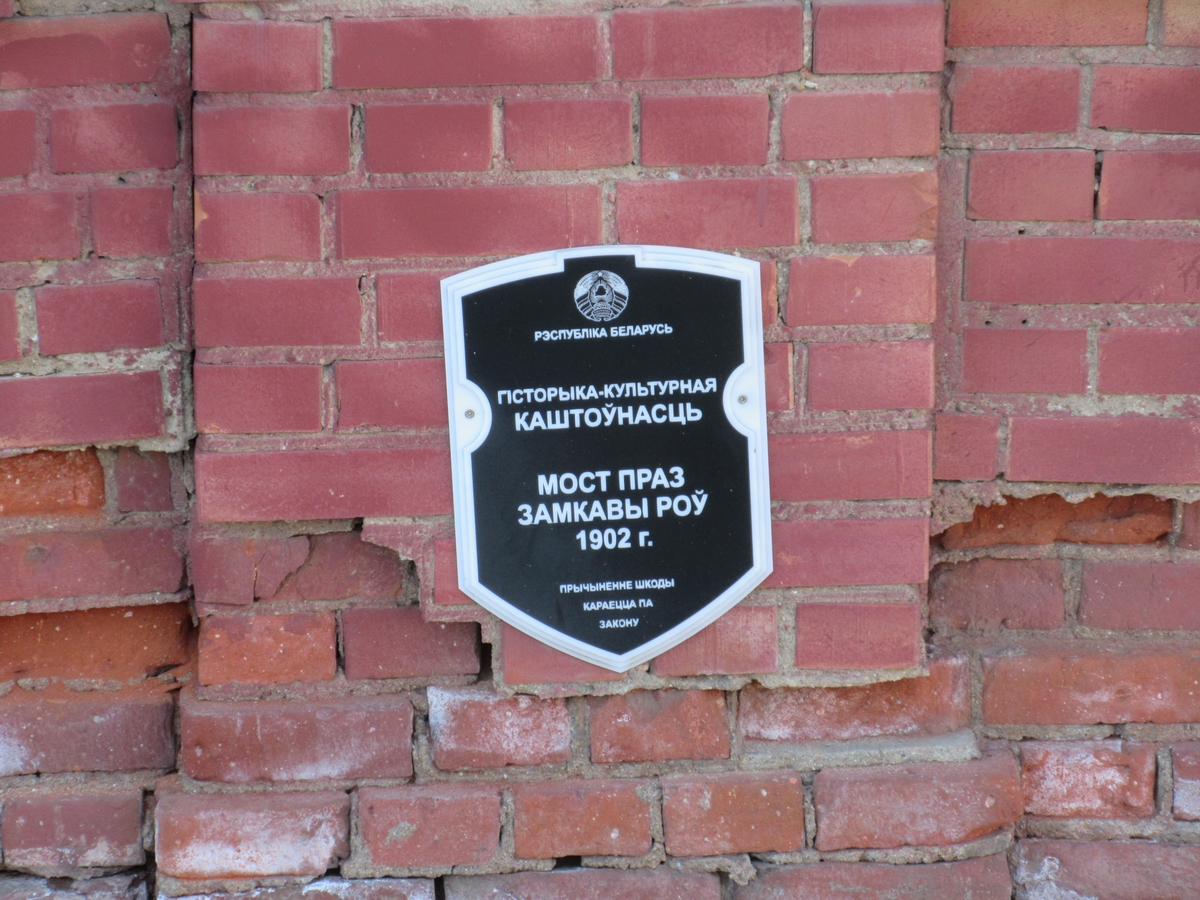 РЭСПУБЛІКА БЕЛАРУСЬ
ГІСТОРЫКА-КУЛЬТУРНАЯ
КАШТОЎНАСЦЬ
МОСТ ПРАЗ
ЗАМКАВЫ РОЎ
1902 г.
ПРЫЧЫНЕННЕ ШКОДЫ
КАРАЕЦЦА ПА
ЗАКОНУ